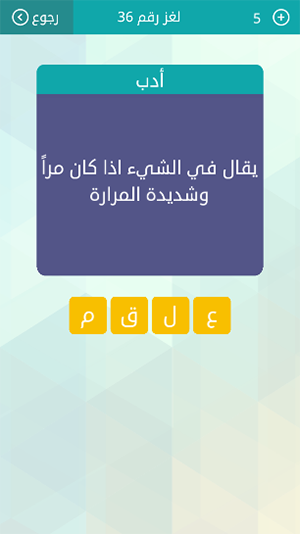 رجوع لغز رقم 36 5
أدب
يقال في الشيء اذا كان مراً
وشديدة المرارة
ع ل ق م